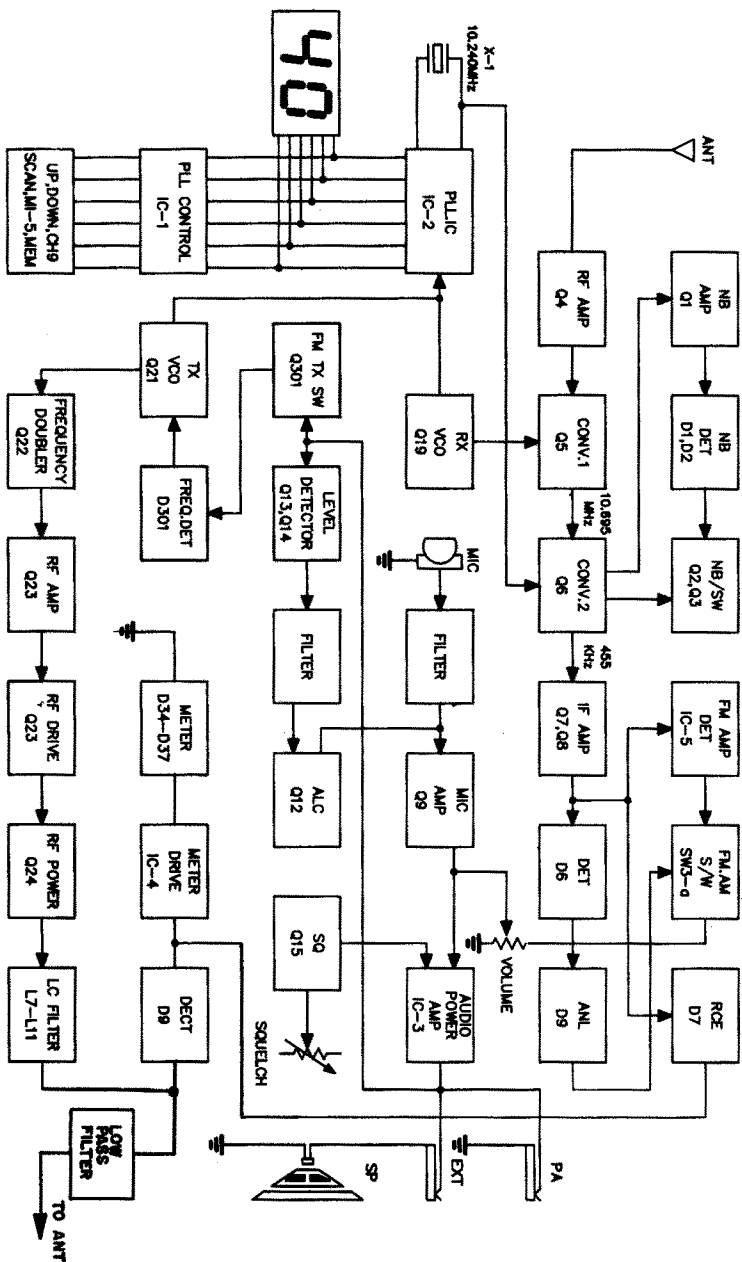 ANT
RF AMP
Q4
CONV.1
Q5
10.695
MHz
CONV.2
Q6
455
KHz
IF AMP
Q7,Q8
DET
D6
ANL
D9
NB
AMP
Q1
NB
DET
D1,D2
NB/SW
Q2,Q3
FM AMP
DET
IC-5
FM.AM
S/W
SW3-a
RCE
D7
X-1
10.240MHz
PLLIC
IC-2
RX
VCO
Q19
MIC
FILTER
MIC
AMP
Q9
VOLUME
AUDIO
POWER
AMP
IC-3
PA
EXT
SP
40
PLL CONTROL
IC-1
UP,DOWN,CH9
SCAN,MI-5,MEM
FM TX SW
Q301
LEVEL
DETECTOR
Q13,Q14
FILTER
ALC
Q12
SQ
Q15
SQUELCH
TX
VCO
Q21
FREQ.DET
D301
METER
D34-D37
METER
DRIVE
IC-4
DECT
D9
FREQUENCY
DOUBLER
Q22
RF AMP
Q23
RF DRIVE
Q23
RF POWER
Q24
LC FILTER
L7-L11
LOW
PASS
FILTER
TO ANT